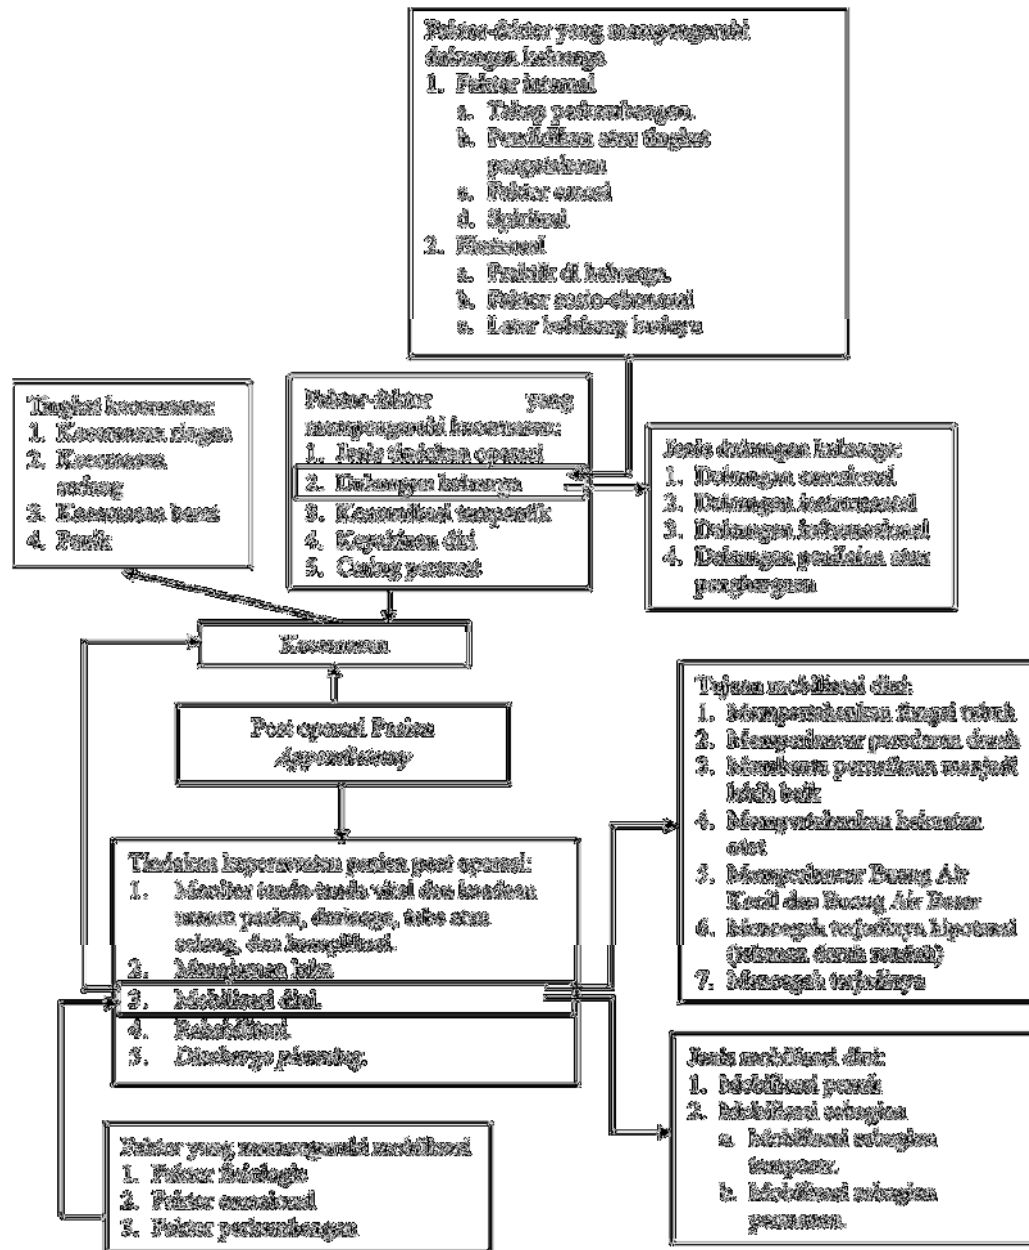 Faktor-faktor yang mempengaruhi
dukungan keluarga
1. Faktor internal
a. Tahap perkembangan.
b. Pendidikan atau tingkat
pengetahuan
c. Faktor emosi
d. Spiritual
2. Eksternal
a. Praktik di keluarga.
b. Faktor sosio-ekonomi
c. Latar belakang budaya
Tingkat kecemasan:
1. Kecemasan ringan
2. Kecemasan
sedang
3. Kecemasan berat
4. Panik
Faktor-faktor yang
mempengaruhi kecemasan:
1. Jenis tindakan operasi
2. Dukungan keluarga
3. Komunikasi terapeutik
4. Keyakinan diri
5. Caring perawat
Jenis dukungan keluarga:
1. Dukungan emosional
2. Dukungan instrumental
3. Dukungan informasional
4. Dukungan penilaian atau
penghargaan
Kecemasan
Post operasi Pasien
Appendictomy
Tindakan keperawatan pasien post operasi:
1. Monitor tanda-tanda vital dan keadaan
umum pasien, drainage, tube atau
selang, dan komplikasi.
2. Manajemen luka
3. Mobilisasi dini.
4. Rehabilitasi.
5. Discharge planning.
Tujuan mobilisasi dini:
1. Mempertahankan fungsi tubuh
2. Memperlancar peredaran darah
3. Membantu pernafasan menjadi
lebih baik
4. Mempertahankan kekuatan
otot
5. Memperlancar Buang Air
Kecil dan Buang Air Besar
6. Mencegah terjadinya hipotensi
(tekanan darah rendah)
7. Mencegah terjadinya
Jenis mobilisasi dini:
1. Mobilisasi penuh
2. Mobilisasi sebagian
a. Mobilisasi sebagian
temporer.
b. Mobilisasi sebagian
permanen.
Faktor yang memengaruhi mobilisasi
1. Faktor fisiologis
2. Faktor emosional
3. Faktor perkembangan